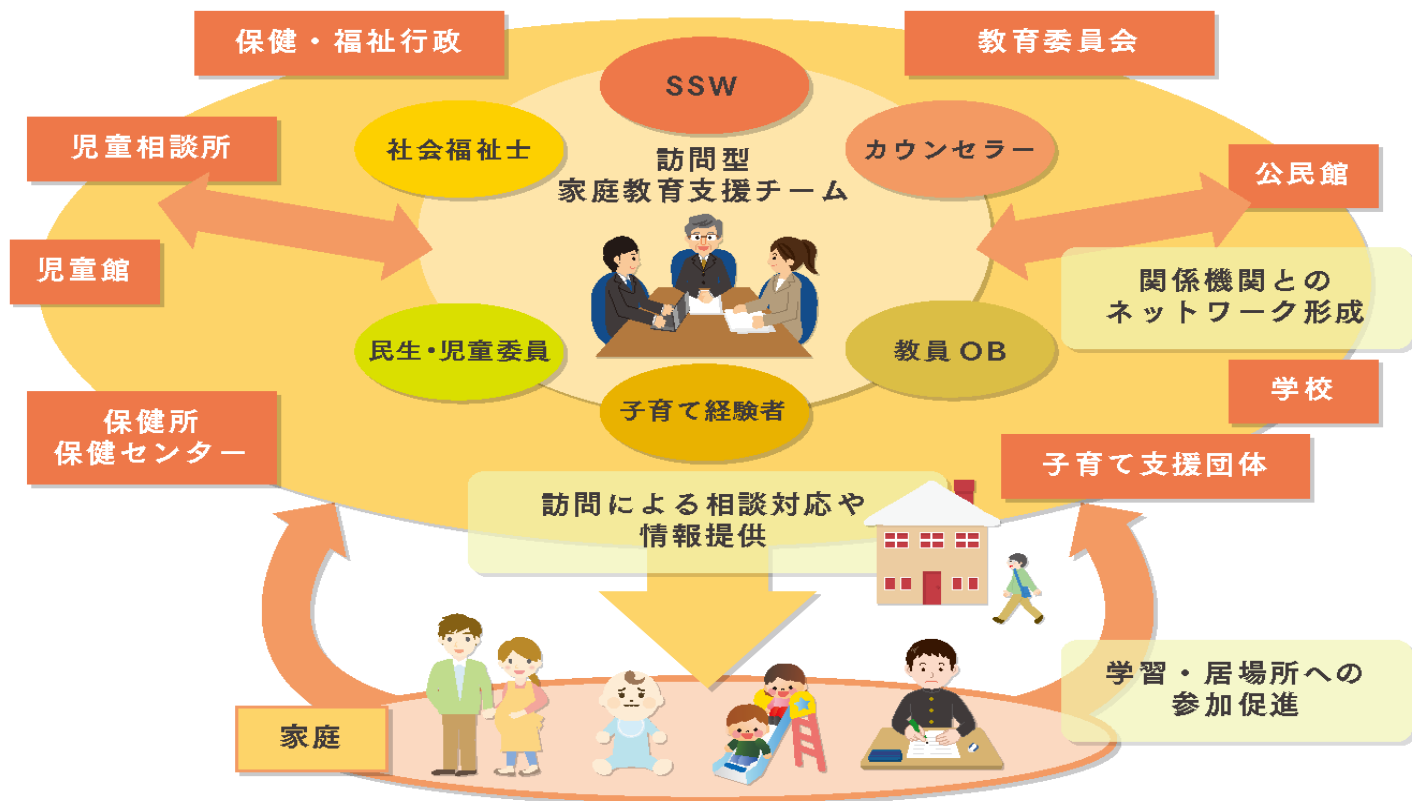 保健・福祉行政
教育委員会
SSW
児童相談所
社会福祉士
カウンセラー
訪問型
家庭教育支援チーム
公民館
児童館
関係機関との
ネットワーク形成
民生・児童委員
教員OB
学校
子育て経験者
保健所
保健センター
子育て支援団体
訪問による相談対応や
情報提供
学習・居場所への
参加促進
家庭